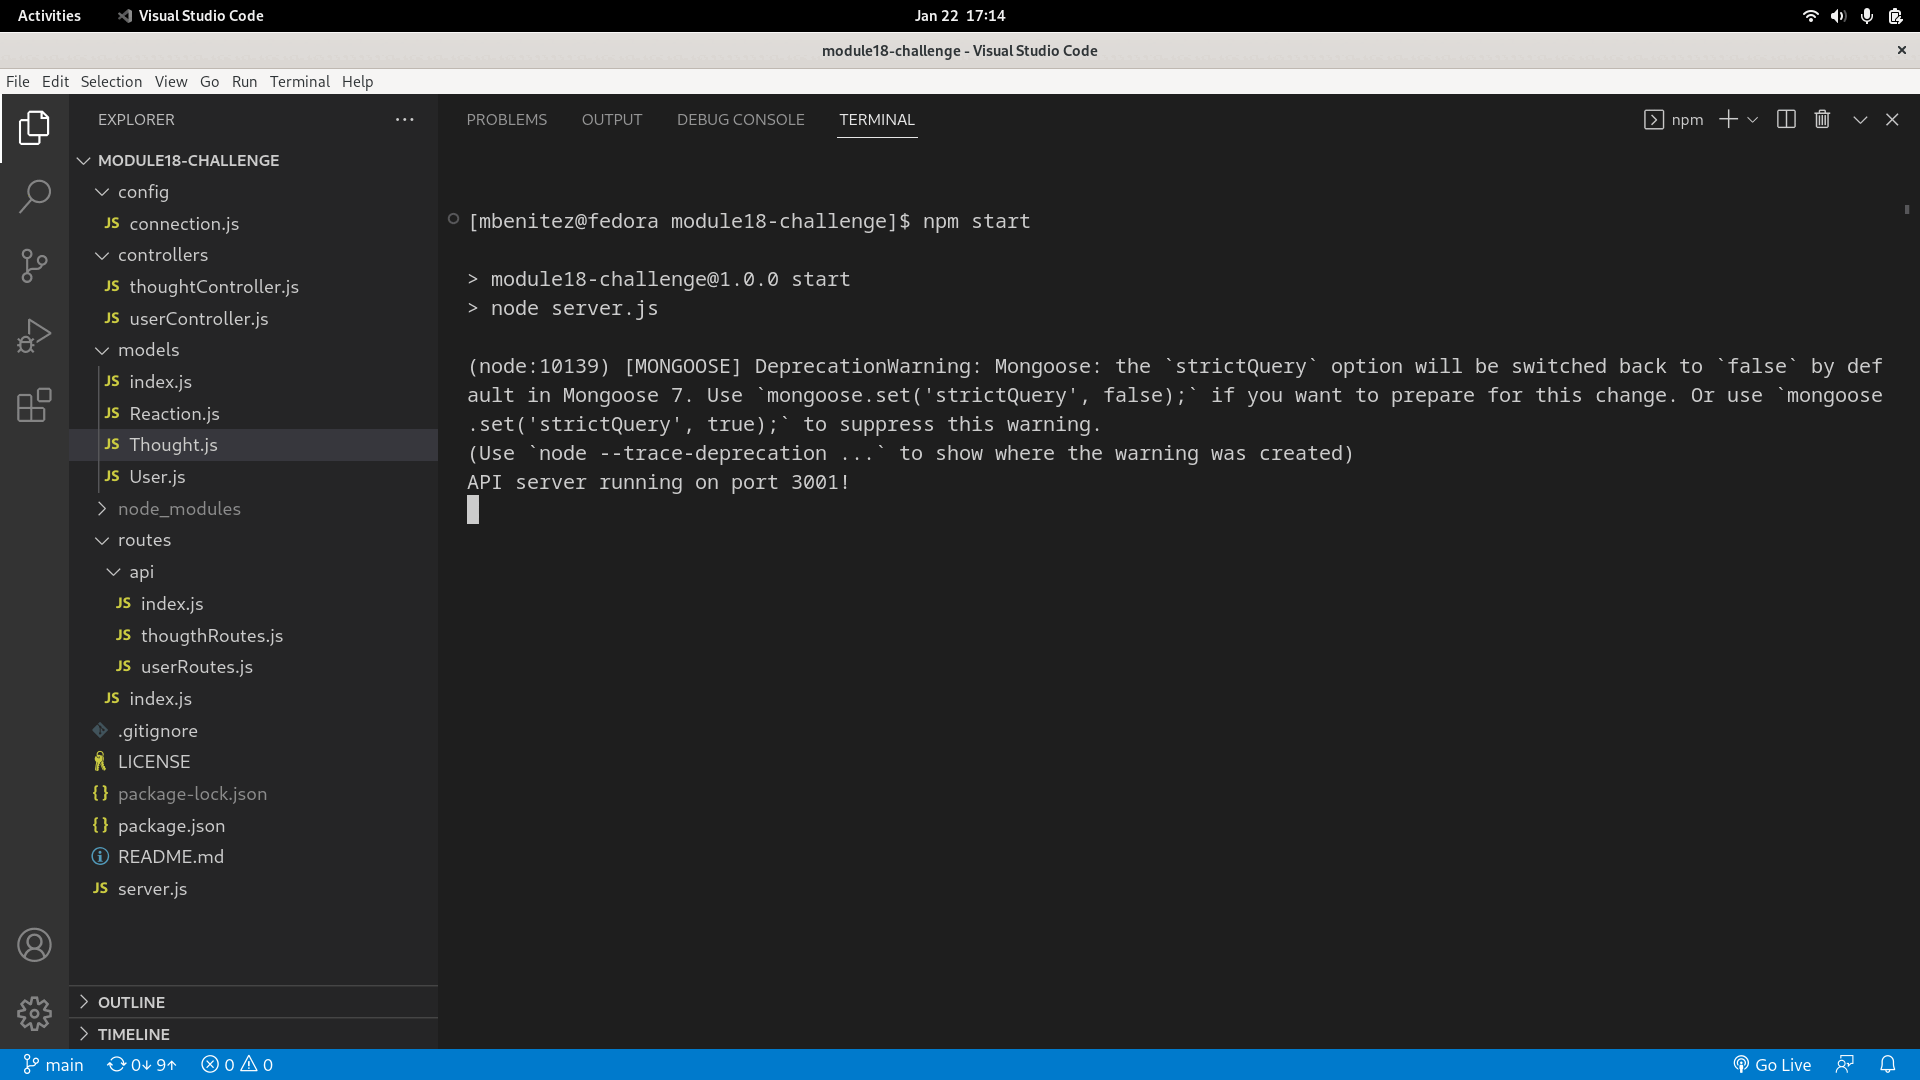 Activities
Visual Studio Code
Jan 22 17:14
module18-challenge - Visual Studio Code
File Edit Selection View Go Run Terminal Help
EXPLORER
MODULE18-CHALLENGE
config
JS connection.js
controllers
JS thoughtController.js
JS userController.js
models
JS index.js
JS Reaction.js
JS Thought.js
JS User.js
node_modules
routes
api
JS index.js
JS thougthRoutes.js
JS userRoutes.js
JS index.js
.gitignore
LICENSE
{} package-lock.json
{} package.json
README.md
JS server.js
OUTLINE
TIMELINE
PROBLEMS OUTPUT DEBUG CONSOLE TERMINAL
npm
[mbenitez@fedora module18-challenge]$ npm start
> module18-challenge@1.0.0 start
> node server.js
(node:10139) [MONGOOSE] DeprecationWarning: Mongoose: the `strictQuery` option will be switched back to `false` by def
ault in Mongoose 7. Use `mongoose.set('strictQuery', false);` if you want to prepare for this change. Or use `mongoose
.set('strictQuery', true);` to suppress this warning.
(Use `node --trace-deprecation ...` to show where the warning was created)
API server running on port 3001!
main 0↓ 9↑ 0 0
Go Live